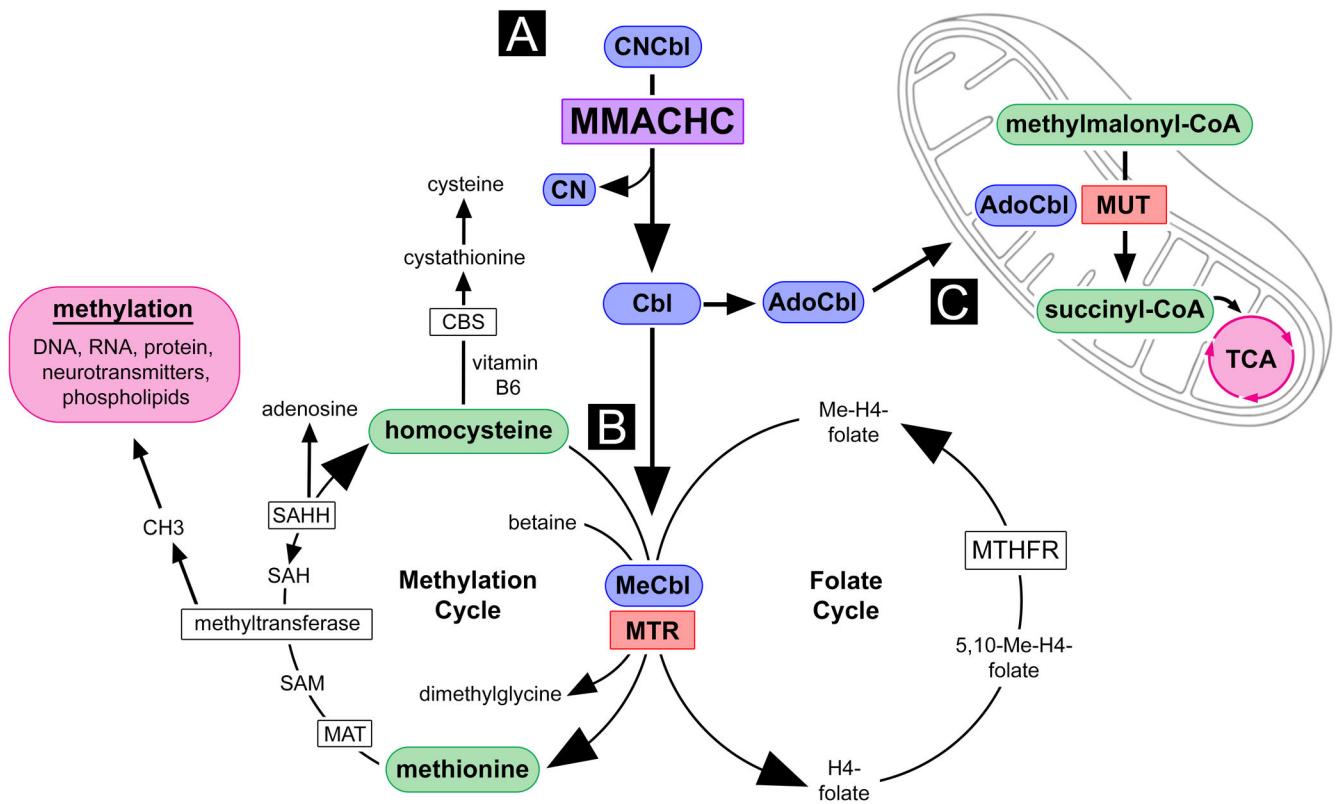 A
CNCbl
MMACHC
CN
Cbl
AdoCbl
C
methylmalonyl-CoA
AdoCbl
MUT
succinyl-CoA
TCA
cysteine
cystathionine
CBS
vitamin
B6
methylation
DNA, RNA, protein,
neurotransmitters,
phospholipids
adenosine
homocysteine
B
SAHH
CH3
SAH
methyltransferase
SAM
MAT
methionine
betaine
Methylation
Cycle
MeCbl
MTR
dimethylglycine
Folate
Cycle
Me-H4-
folate
MTHFR
5,10-Me-H4-
folate
H4-
folate